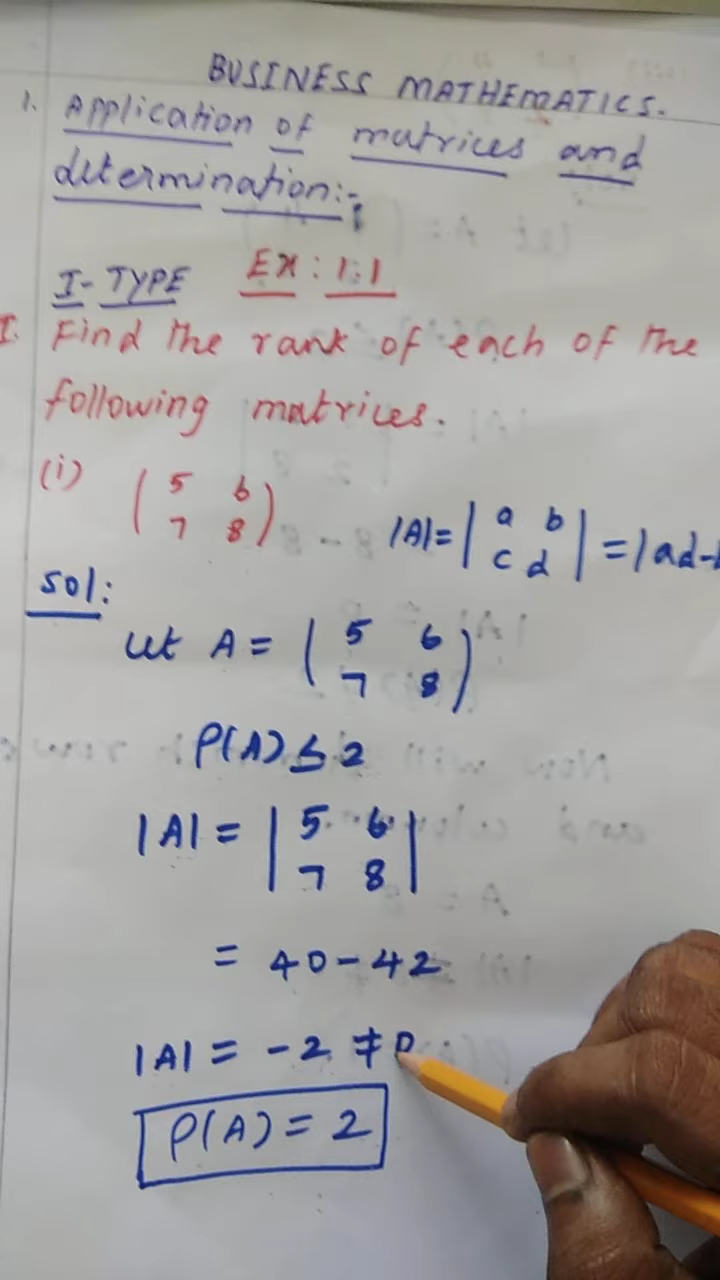 BUSINESS MATHEMATICS.
1. Application of matrices and
determination:-
I-TYPE Ex : 1.1
I. Find the rank of each of the
following matrices.
(i) ( 5 6
7 8 )
|A| = | a b
c d | = |ad-
Sol:
Let A = ( 5 6
7 8 )
ρ(A) ≤ 2
|A| = | 5 6
7 8 |
= 40 - 42
|A| = -2 ≠ 0
ρ(A) = 2